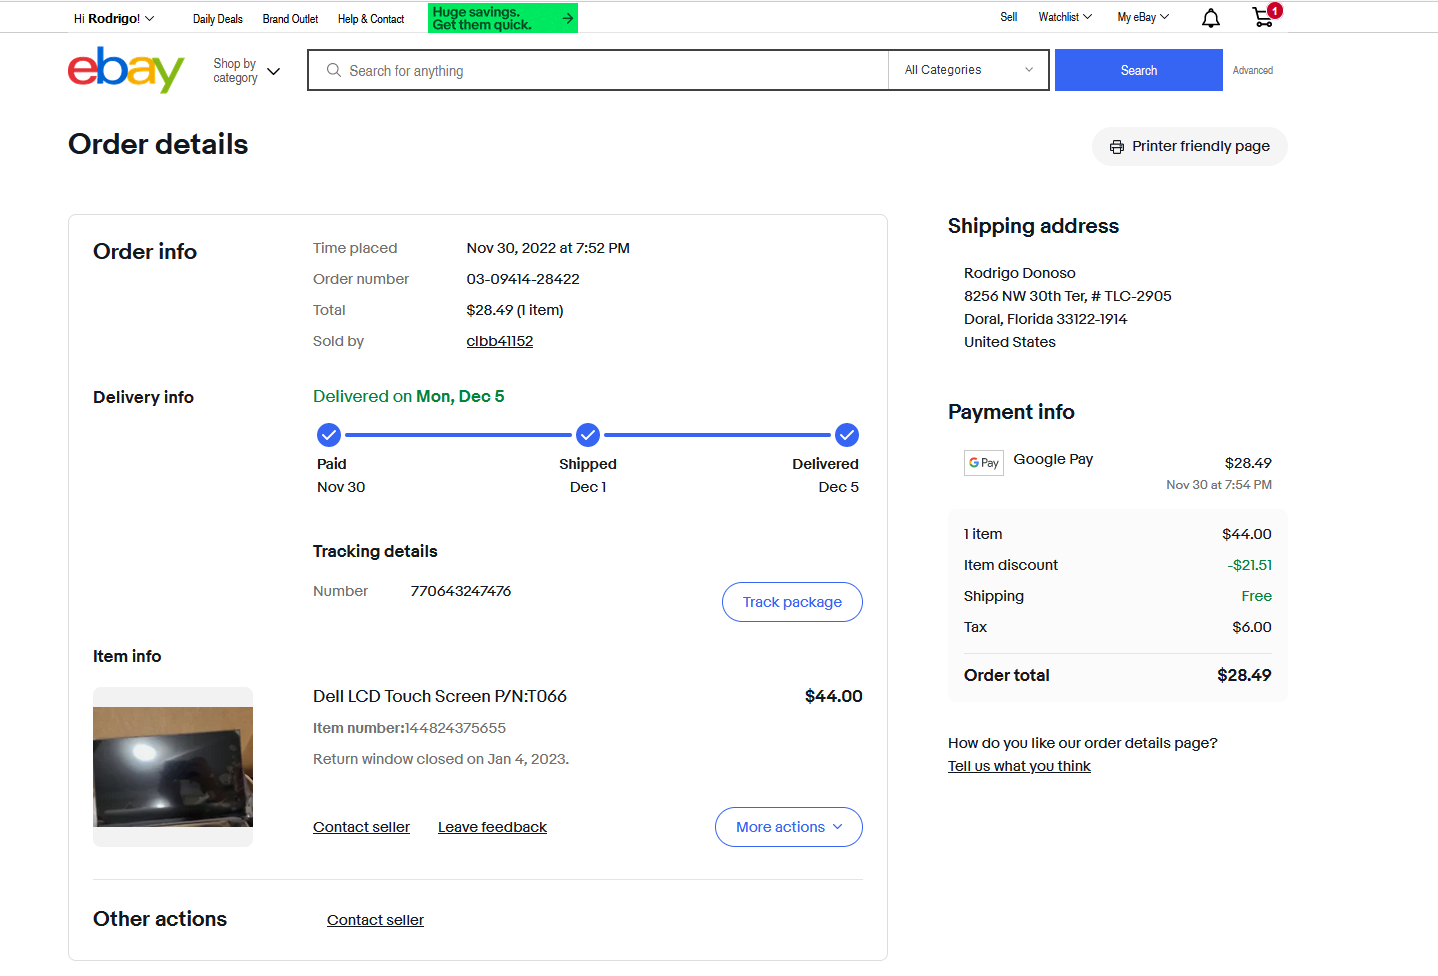 Hi Rodrigo!
Daily Deals
Brand Outlet
Help & Contact
Huge savings.
Get them quick.
Sell
Watchlist
My eBay
1
ebay
Shop by
category
Search for anything
All Categories
Search
Advanced
Order details
Printer friendly page
Order info
Time placed Nov 30, 2022 at 7:52 PM
Order number 03-09414-28422
Total $28.49 (1 item)
Sold by clbb41152
Delivery info
Delivered on Mon, Dec 5
Paid Shipped Delivered
Nov 30 Dec 1 Dec 5
Tracking details
Number 770643247476
Track package
Item info
Dell LCD Touch Screen P/N:T066 $44.00
Item number:144824375655
Return window closed on Jan 4, 2023.
Contact seller Leave feedback
More actions
Other actions
Contact seller
Shipping address
Rodrigo Donoso
8256 NW 30th Ter, # TLC-2905
Doral, Florida 33122-1914
United States
Payment info
G Pay Google Pay $28.49
Nov 30 at 7:54 PM
1 item $44.00
Item discount -$21.51
Shipping Free
Tax $6.00
Order total $28.49
How do you like our order details page?
Tell us what you think